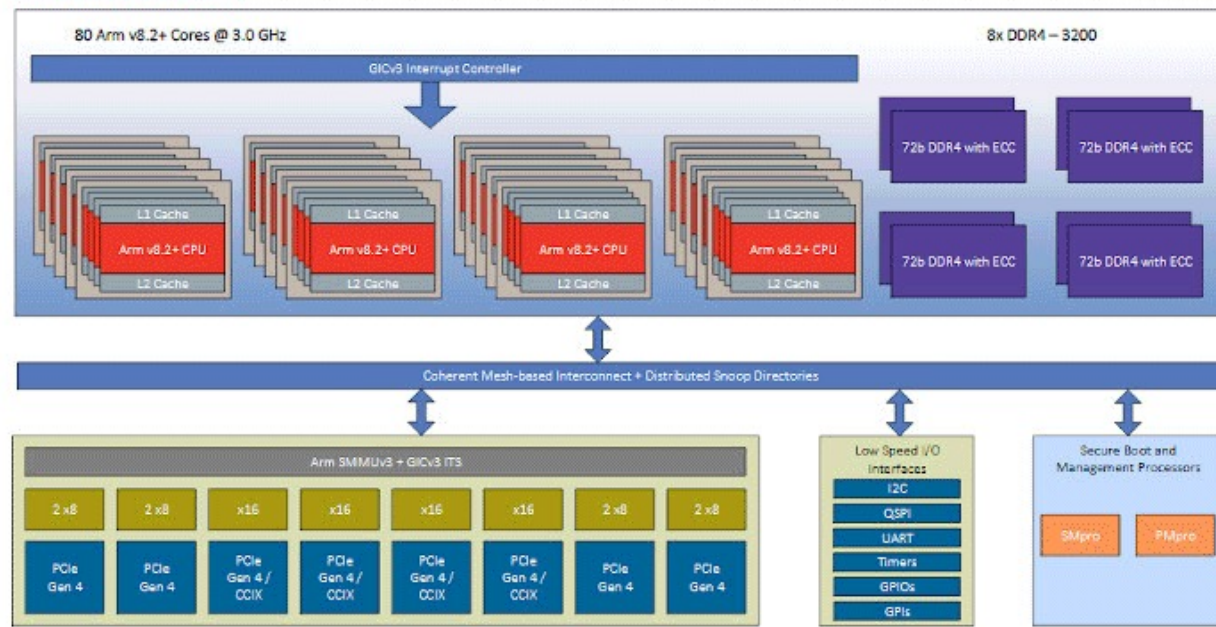 80 Arm v8.2+ Cores @ 3.0 GHz
8x DDR4 – 3200
GICv3 Interrupt Controller
L1 Cache
Arm v8.2+ CPU
L2 Cache
L1 Cache
Arm v8.2+ CPU
L2 Cache
L1 Cache
Arm v8.2+ CPU
L2 Cache
L1 Cache
Arm v8.2+ CPU
L2 Cache
72b DDR4 with ECC
72b DDR4 with ECC
72b DDR4 with ECC
72b DDR4 with ECC
Coherent Mesh-based Interconnect + Distributed Snoop Directories
Arm SMMUv3 + GICv3 ITS
2 x8
2 x8
x16
x16
x16
x16
2 x8
2 x8
PCIe
Gen 4
PCIe
Gen 4
PCIe
Gen 4 /
CCIX
PCIe
Gen 4 /
CCIX
PCIe
Gen 4 /
CCIX
PCIe
Gen 4 /
CCIX
PCIe
Gen 4
PCIe
Gen 4
Low Speed I/O
Interfaces
I2C
QSPI
UART
Timers
GPIOs
GPIs
Secure Boot and
Management Processors
SMpro
PMpro